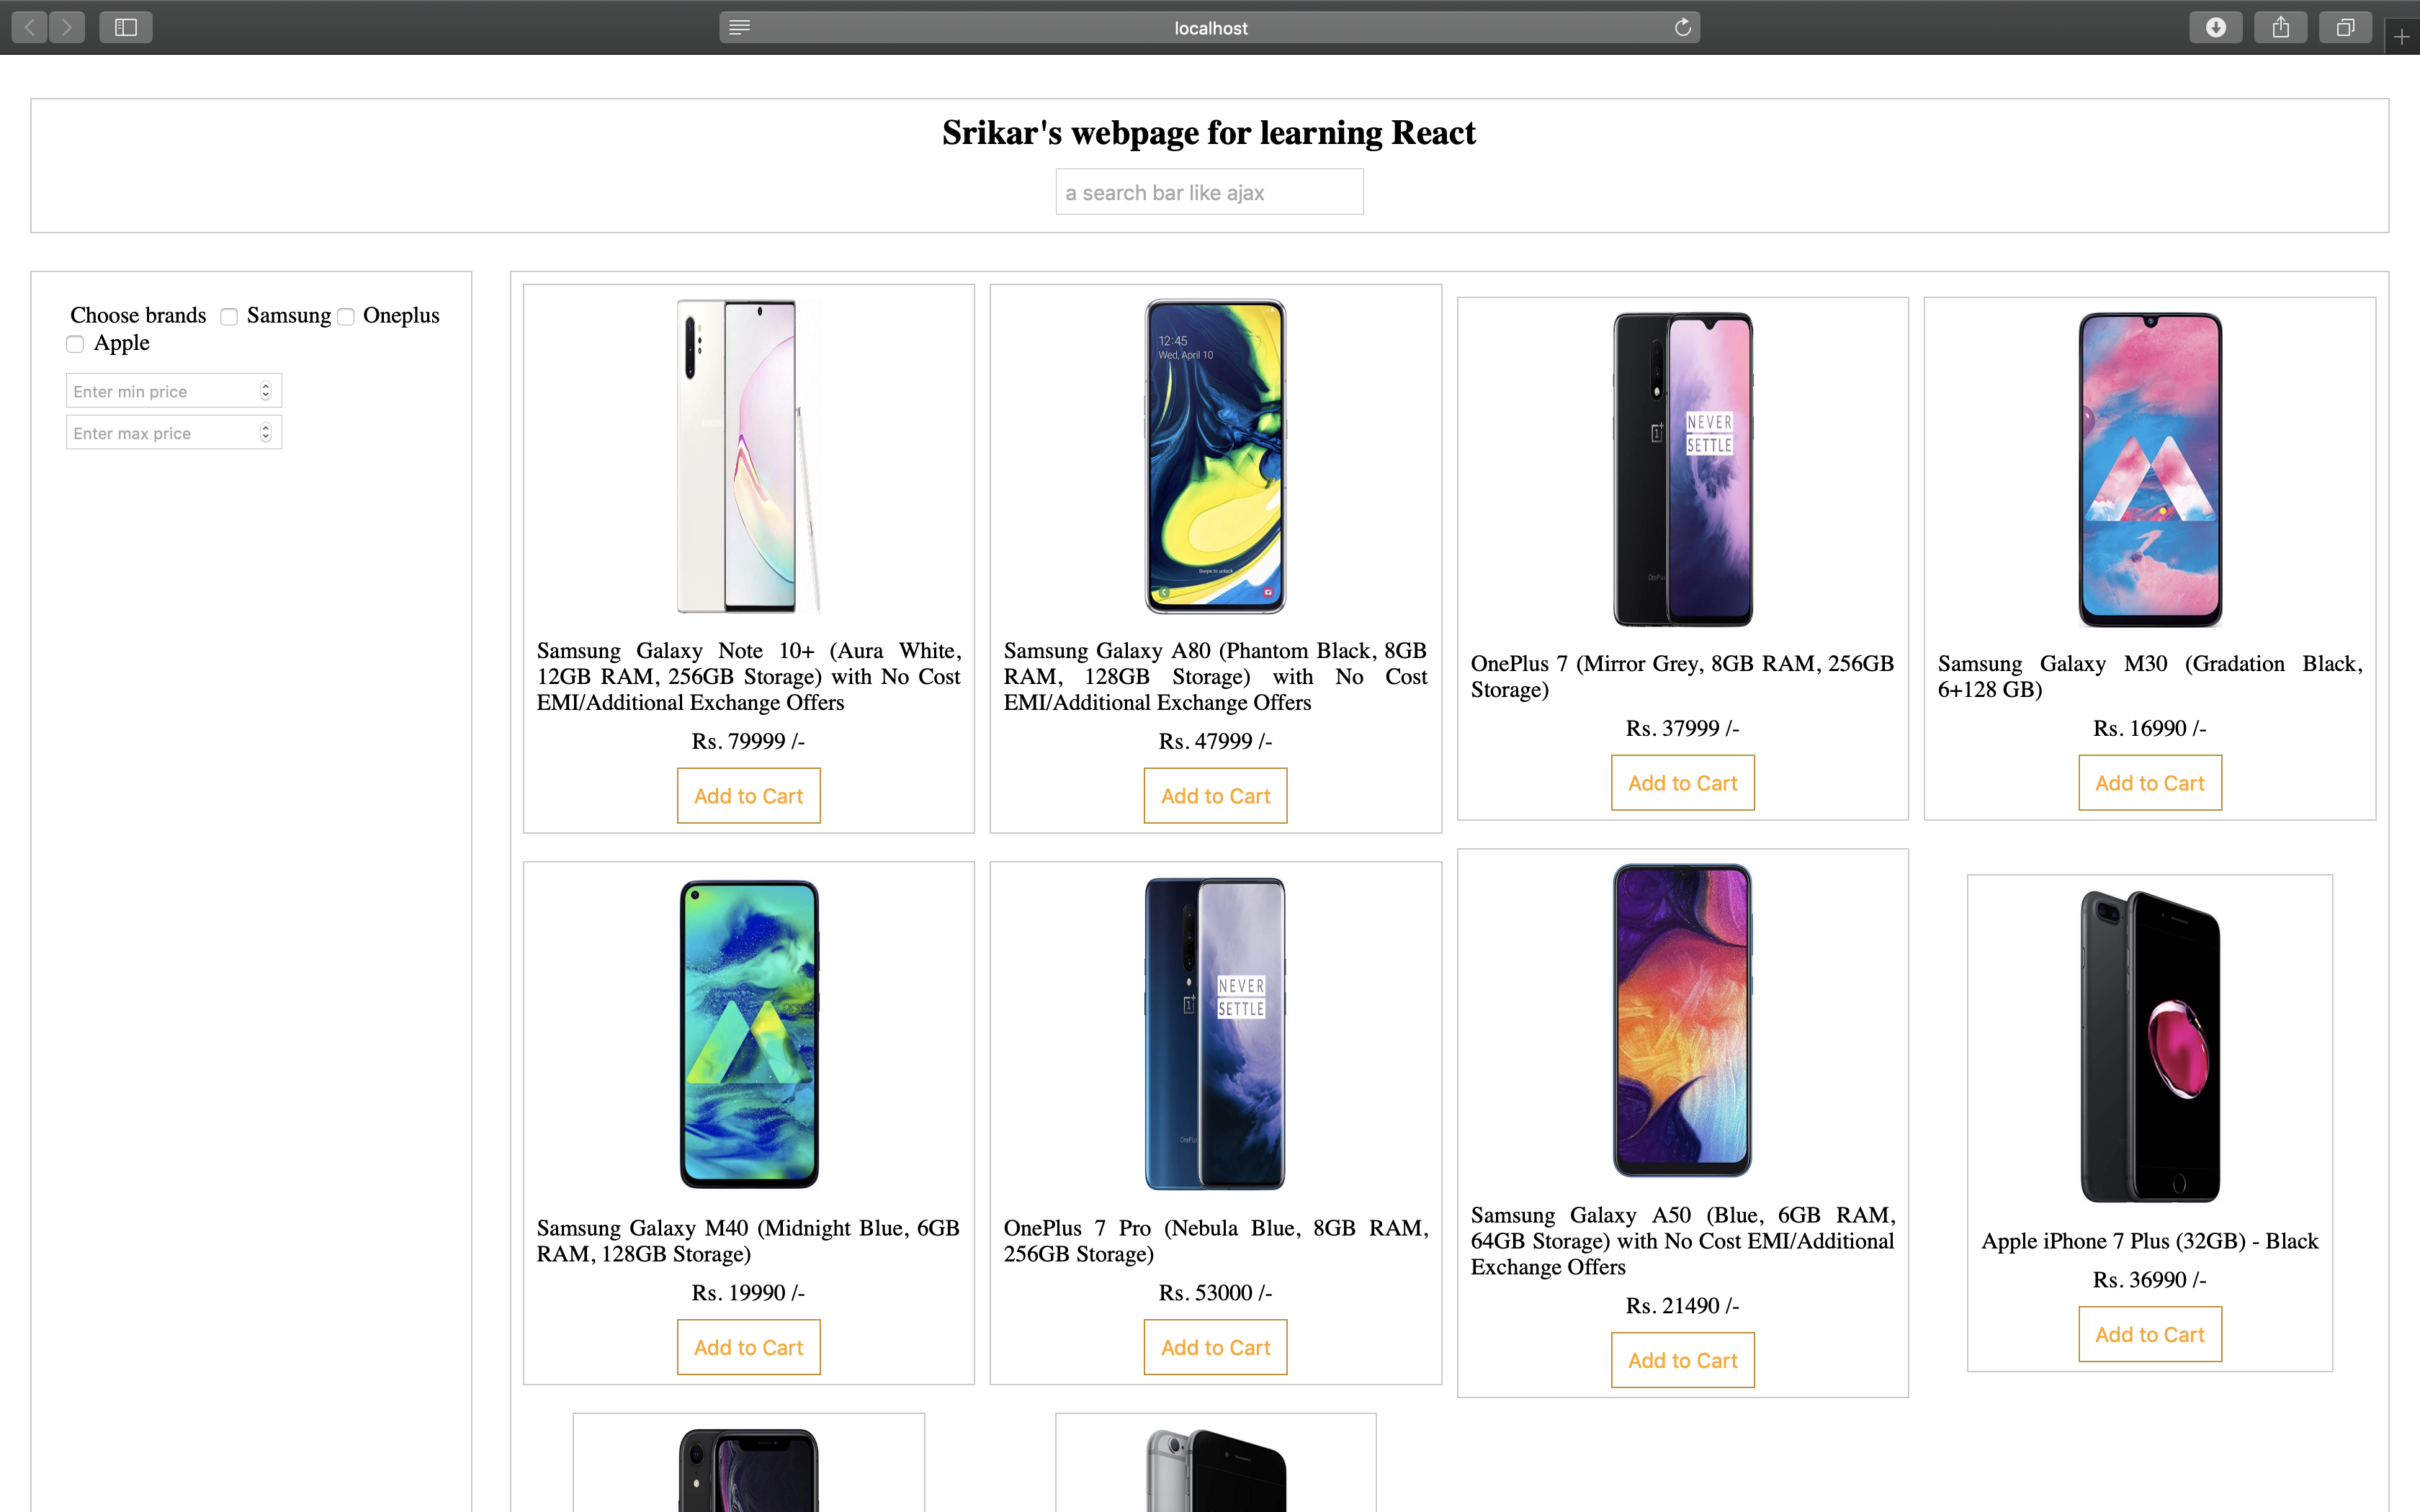 localhost
Srikar's webpage for learning React
a search bar like ajax
Choose brands Samsung Oneplus
Apple
Enter min price
Enter max price
12:45
Wed, April 10
Swipe to unlock
Samsung Galaxy Note 10+ (Aura White,
12GB RAM, 256GB Storage) with No Cost
EMI/Additional Exchange Offers
Rs. 79999 /-
Add to Cart
Samsung Galaxy A80 (Phantom Black, 8GB
RAM, 128GB Storage) with No Cost
EMI/Additional Exchange Offers
Rs. 47999 /-
Add to Cart
NEVER
SETTLE
OnePlus 7 (Mirror Grey, 8GB RAM, 256GB
Storage)
Rs. 37999 /-
Add to Cart
Samsung Galaxy M30 (Gradation Black,
6+128 GB)
Rs. 16990 /-
Add to Cart
Samsung Galaxy M40 (Midnight Blue, 6GB
RAM, 128GB Storage)
Rs. 19990 /-
Add to Cart
NEVER
SETTLE
OnePlus 7 Pro (Nebula Blue, 8GB RAM,
256GB Storage)
Rs. 53000 /-
Add to Cart
Samsung Galaxy A50 (Blue, 6GB RAM,
64GB Storage) with No Cost EMI/Additional
Exchange Offers
Rs. 21490 /-
Add to Cart
Apple iPhone 7 Plus (32GB) - Black
Rs. 36990 /-
Add to Cart